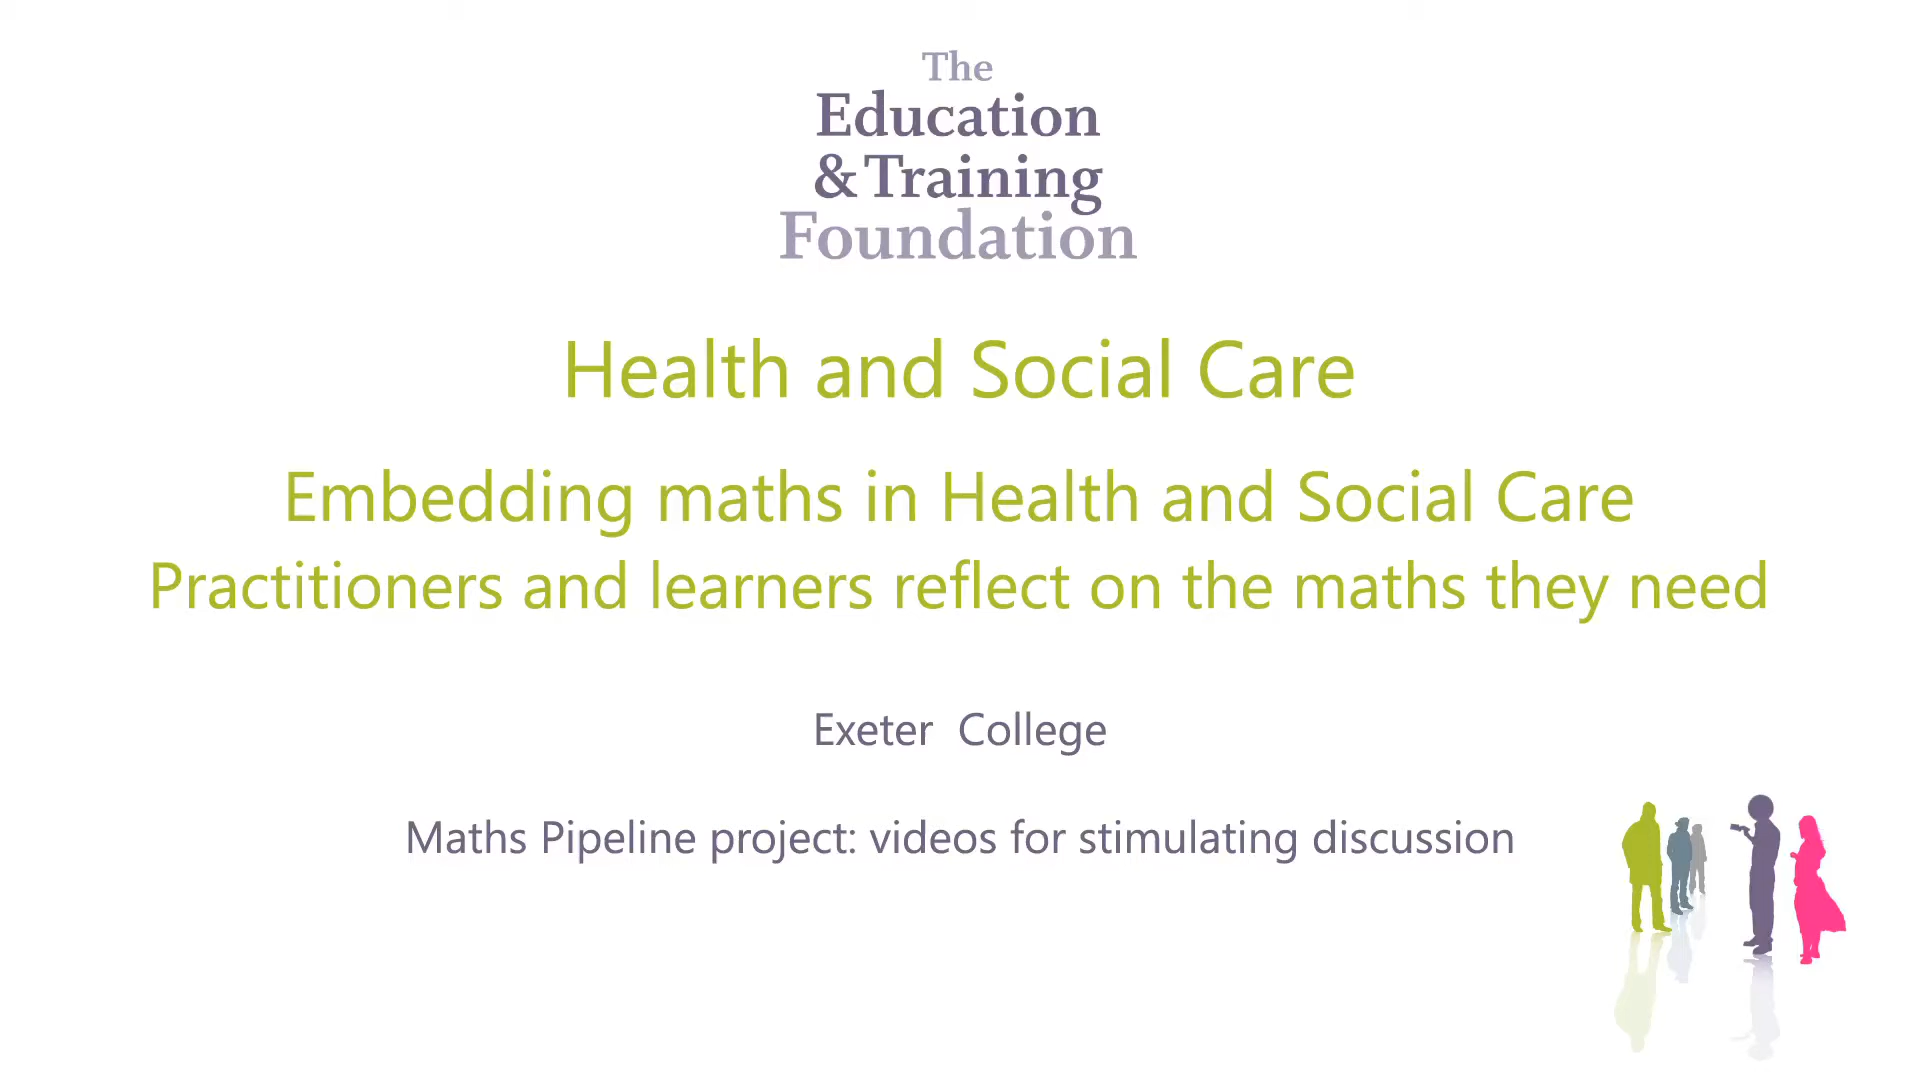 The
Education
& Training
Foundation
Health and Social Care
Embedding maths in Health and Social Care
Practitioners and learners reflect on the maths they need
Exeter College
Maths Pipeline project: videos for stimulating discussion